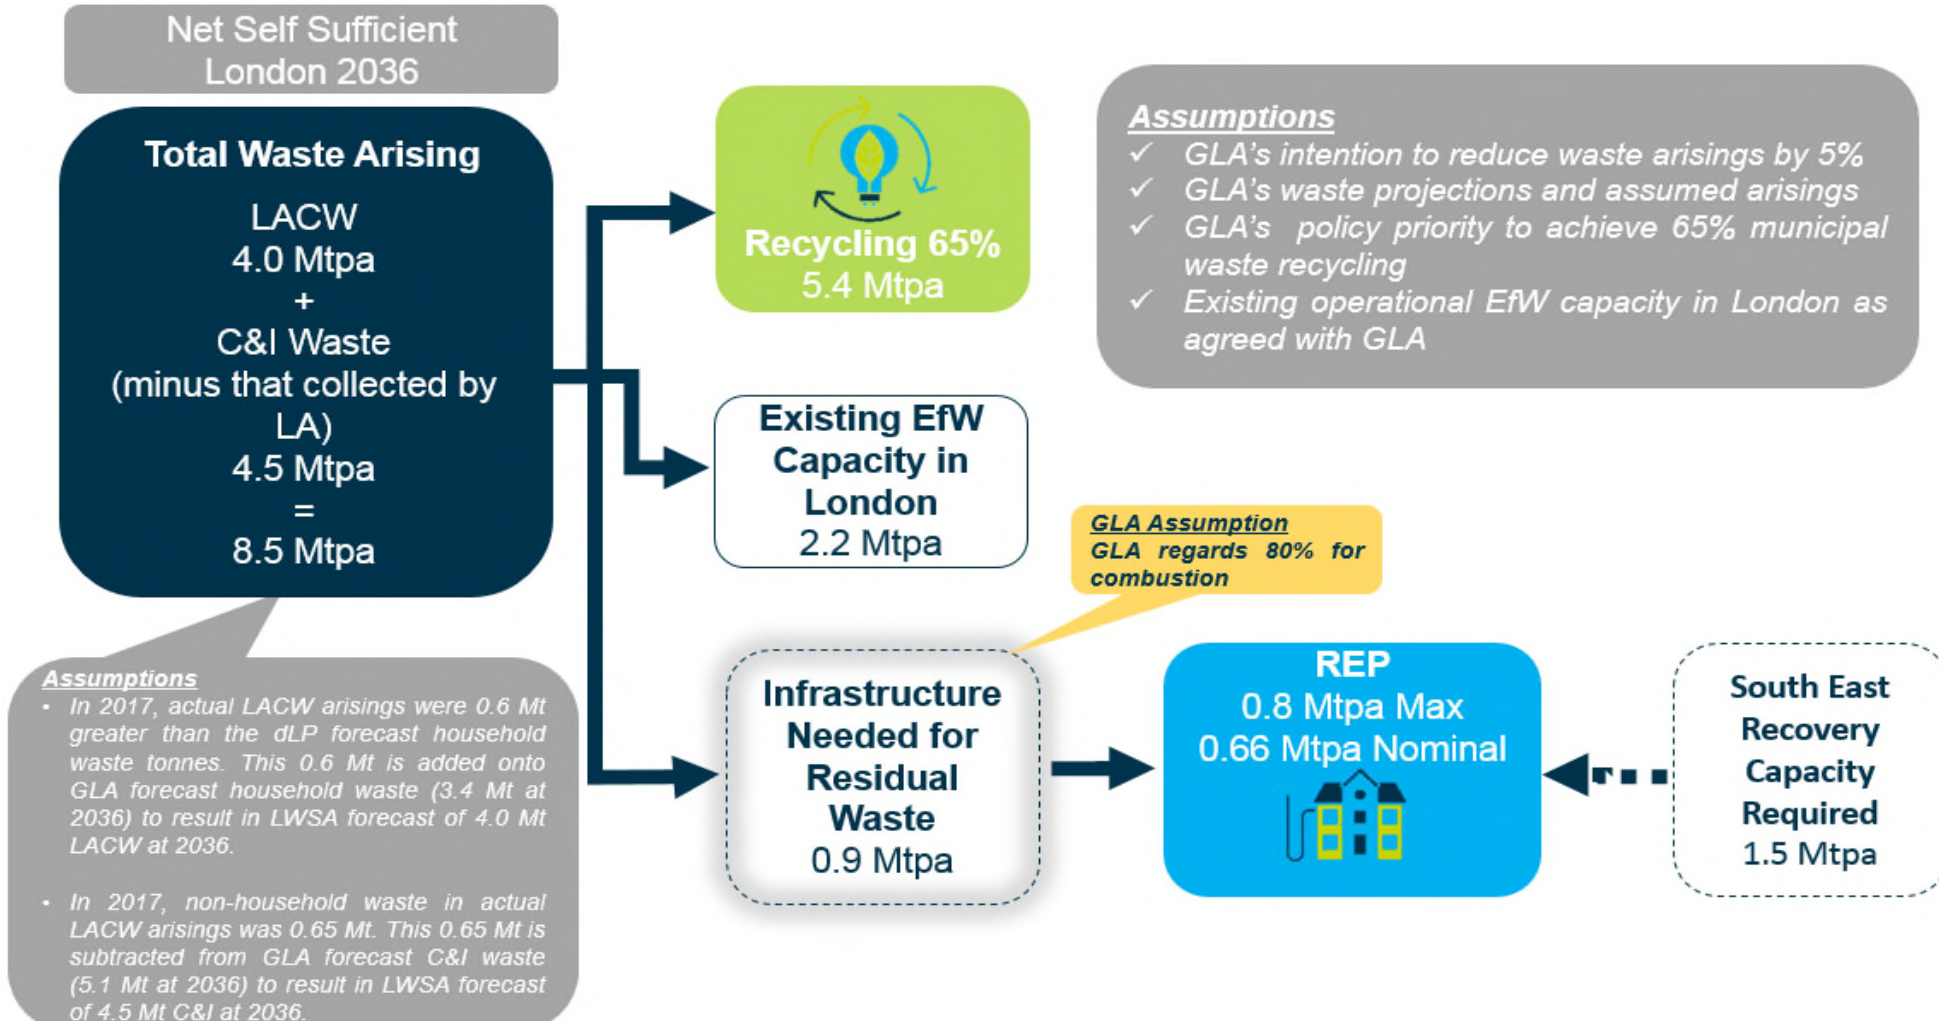 Net Self Sufficient
London 2036
Total Waste Arising
LACW
4.0 Mtpa
+
C&I Waste
(minus that collected by
LA)
4.5 Mtpa
=
8.5 Mtpa
Assumptions
• In 2017, actual LACW arisings were 0.6 Mt
greater than the dLP forecast household
waste tonnes. This 0.6 Mt is added onto
GLA forecast household waste (3.4 Mt at
2036) to result in LWSA forecast of 4.0 Mt
LACW at 2036.
• In 2017, non-household waste in actual
LACW arisings was 0.65 Mt. This 0.65 Mt is
subtracted from GLA forecast C&I waste
(5.1 Mt at 2036) to result in LWSA forecast
of 4.5 Mt C&I at 2036.
Recycling 65%
5.4 Mtpa
Existing EfW
Capacity in
London
2.2 Mtpa
Infrastructure
Needed for
Residual
Waste
0.9 Mtpa
Assumptions
✓ GLA's intention to reduce waste arisings by 5%
✓ GLA's waste projections and assumed arisings
✓ GLA's policy priority to achieve 65% municipal
waste recycling
✓ Existing operational EfW capacity in London as
agreed with GLA
GLA Assumption
GLA regards 80% for
combustion
REP
0.8 Mtpa Max
0.66 Mtpa Nominal
South East
Recovery
Capacity
Required
1.5 Mtpa